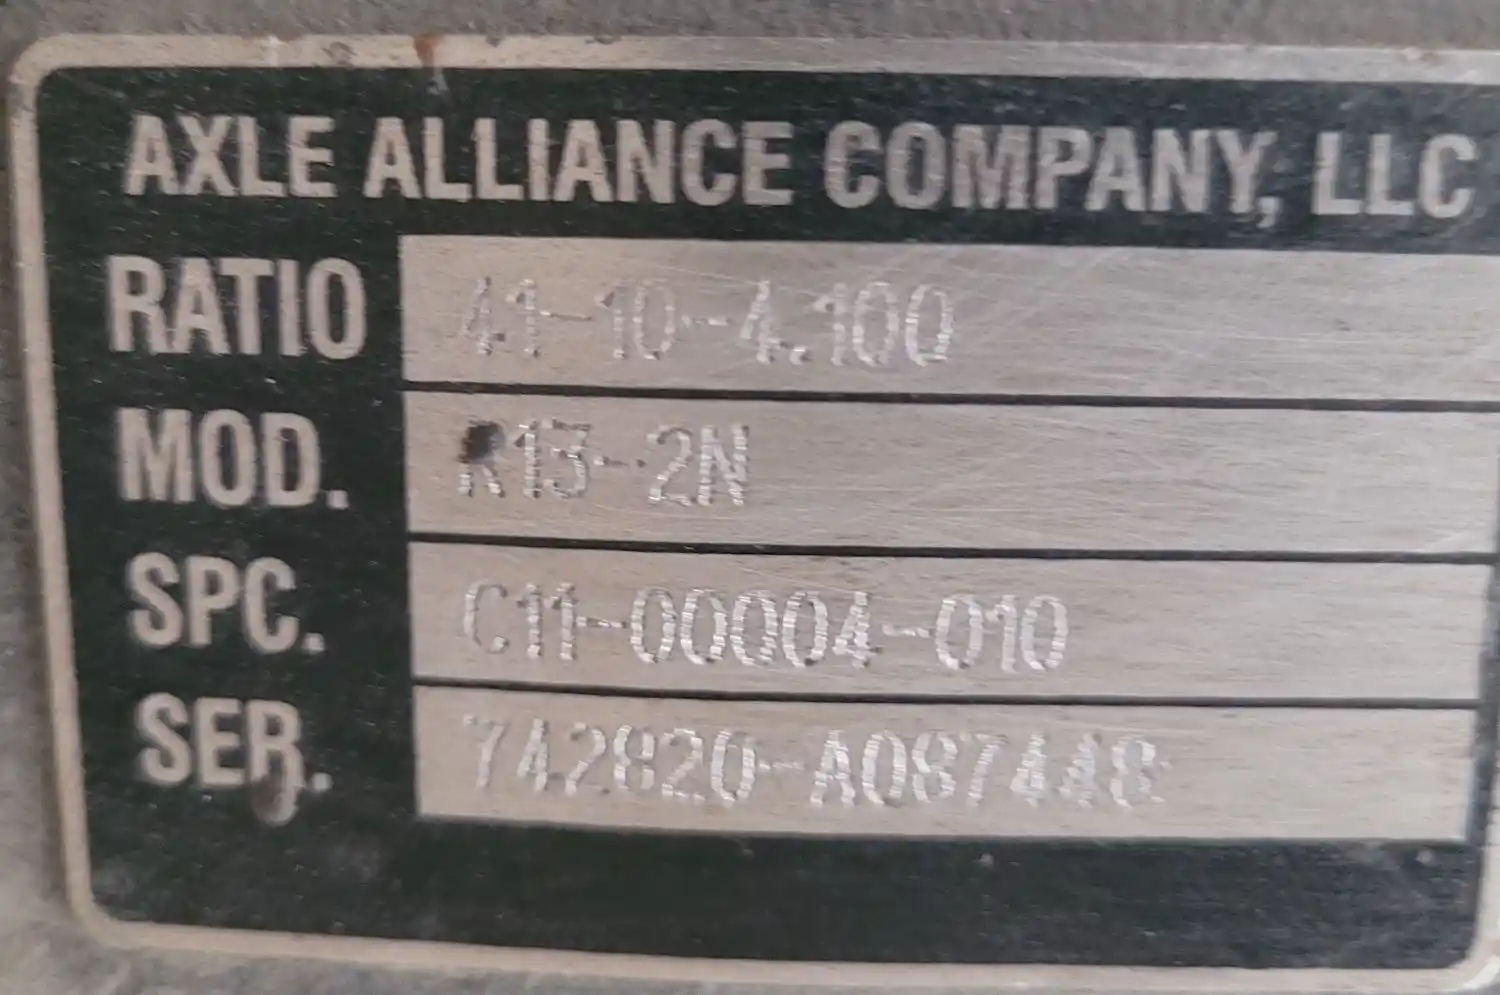 AXLE ALLIANCE COMPANY, LLC
RATIO 41-10-4.100
MOD. R13-2N
SPC. C11-00004-010
SER. 742820-A087448